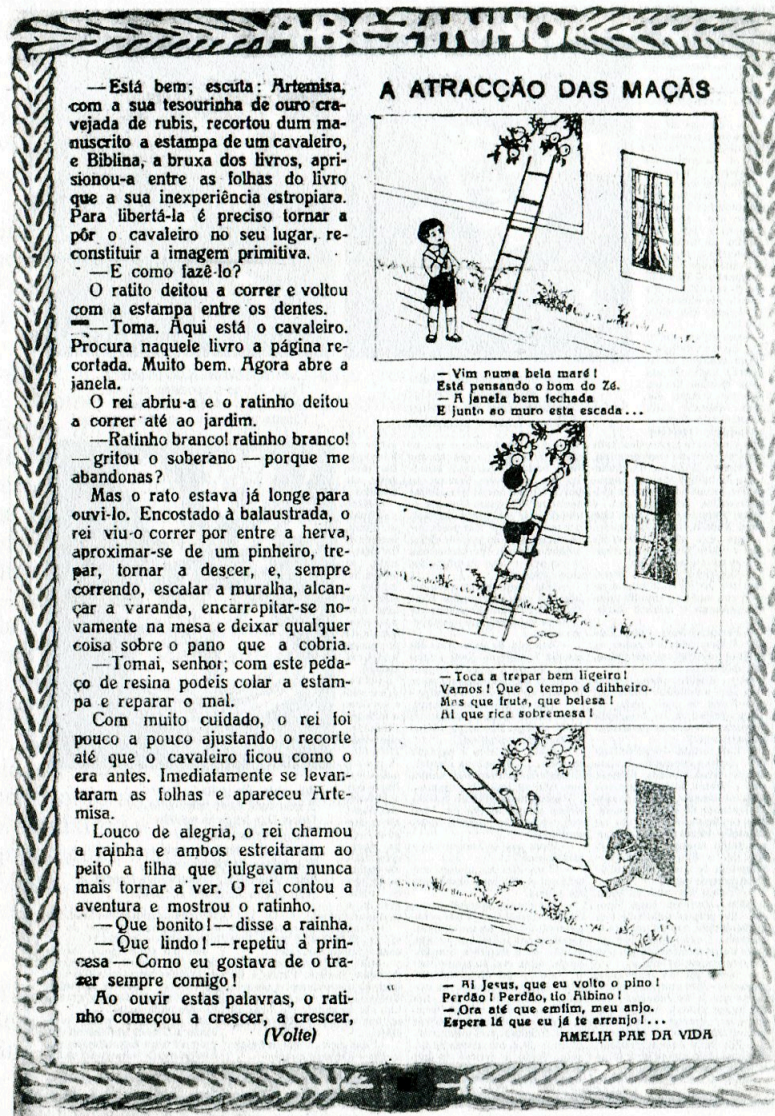 ABEZINHO
—Está bem; escuta: Artemisa,
com a sua tesourinha de ouro cra-
vejada de rubis, recortou dum ma-
nuscrito a estampa de um cavaleiro,
e Biblina, a bruxa dos livros, apri-
sionou-a entre as folhas do livro
que a sua inexperiência estropiara.
Para libertá-la é preciso tornar a
pôr o cavaleiro no seu lugar, re-
constituir a imagem primitiva.
—E como fazê-lo?
O ratito deitou a correr e voltou
com a estampa entre os dentes.
—Toma. Aqui está o cavaleiro.
Procura naquele livro a página re-
cortada. Muito bem. Agora abre a
janela.
O rei abriu-a e o ratinho deitou
a correr até ao jardim.
—Ratinho branco! ratinho branco!
—gritou o soberano—porque me
abandonas?
Mas o rato estava já longe para
ouvi-lo. Encostado à balaustrada, o
rei viu-o correr por entre a herva,
aproximar-se de um pinheiro, tre-
par, tornar a descer, e, sempre
correndo, escalar a muralha, alcan-
çar a varanda, encarrapitar-se no-
vamente na mesa e deixar qualquer
coisa sobre o pano que a cobria.
—Tomai, senhor; com este peda-
ço de resina podeis colar a estam-
pa e reparar o mal.
Com muito cuidado, o rei foi
pouco a pouco ajustando o recorte
até que o cavaleiro ficou como o
era antes. Imediatamente se levan-
taram as folhas e apareceu Arte-
misa.
Louco de alegria, o rei chamou
a rainha e ambos estreitaram ao
peito a filha que julgavam nunca
mais tornar a ver. O rei contou a
aventura e mostrou o ratinho.
—Que bonito!—disse a rainha.
—Que lindo!—repetiu a prin-
cesa—Como eu gostava de o tra-
zer sempre comigo!
Ao ouvir estas palavras, o rati-
nho começou a crescer, a crescer,
(Volte)
A ATRACÇÃO DAS MAÇÃS
—Vim numa bela maré!
Está pensando o bom do Zé.
—A janela bem fechada
E junto ao muro esta escada...
—Toca a trepar bem ligeiro!
Vamos! Que o tempo é dihheiro.
Mas que fruta, que belesa!
Ai que rica sobremesa!
AMELIA
—Ai Jesus, que eu volto o pino!
Perdão! Perdão, tio Albino!
—Ora até que emfim, meu anjo.
Espera lá que eu já te arranjo!...
AMELIA PAE DA VIDA